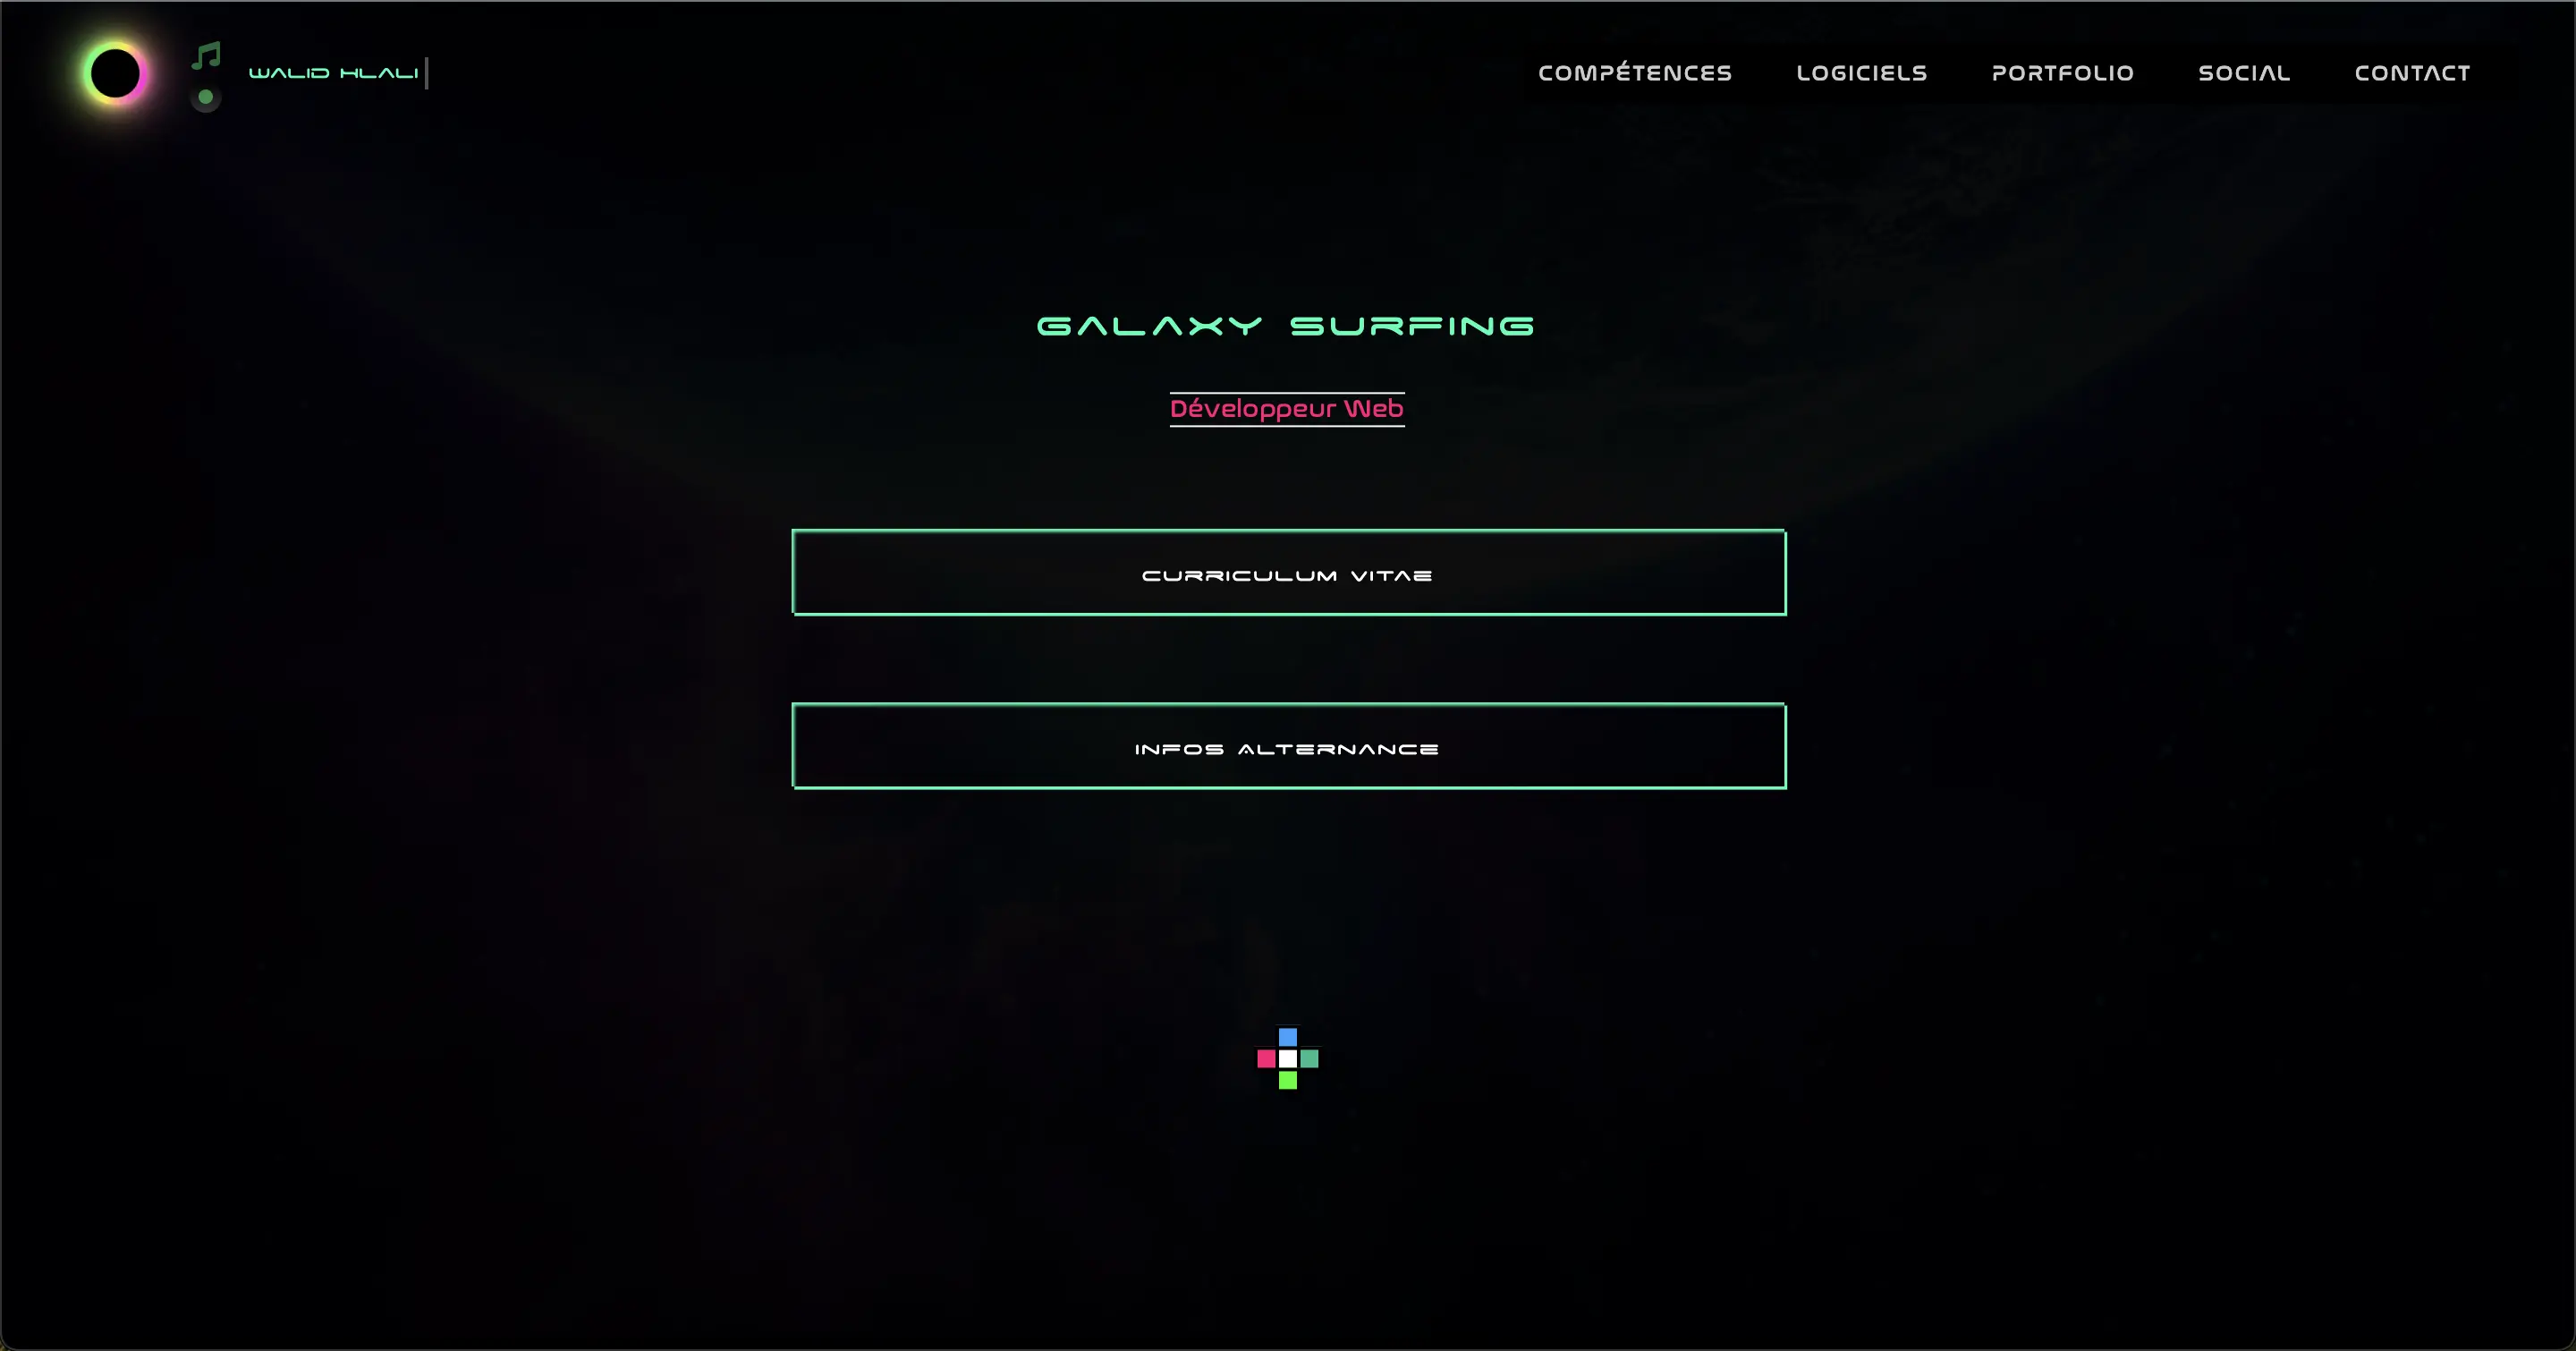 WALID HLALI
COMPÉTENCES LOGICIELS PORTFOLIO SOCIAL CONTACT
GALAXY SURFING
Développeur Web
CURRICULUM VITAE
INFOS ALTERNANCE